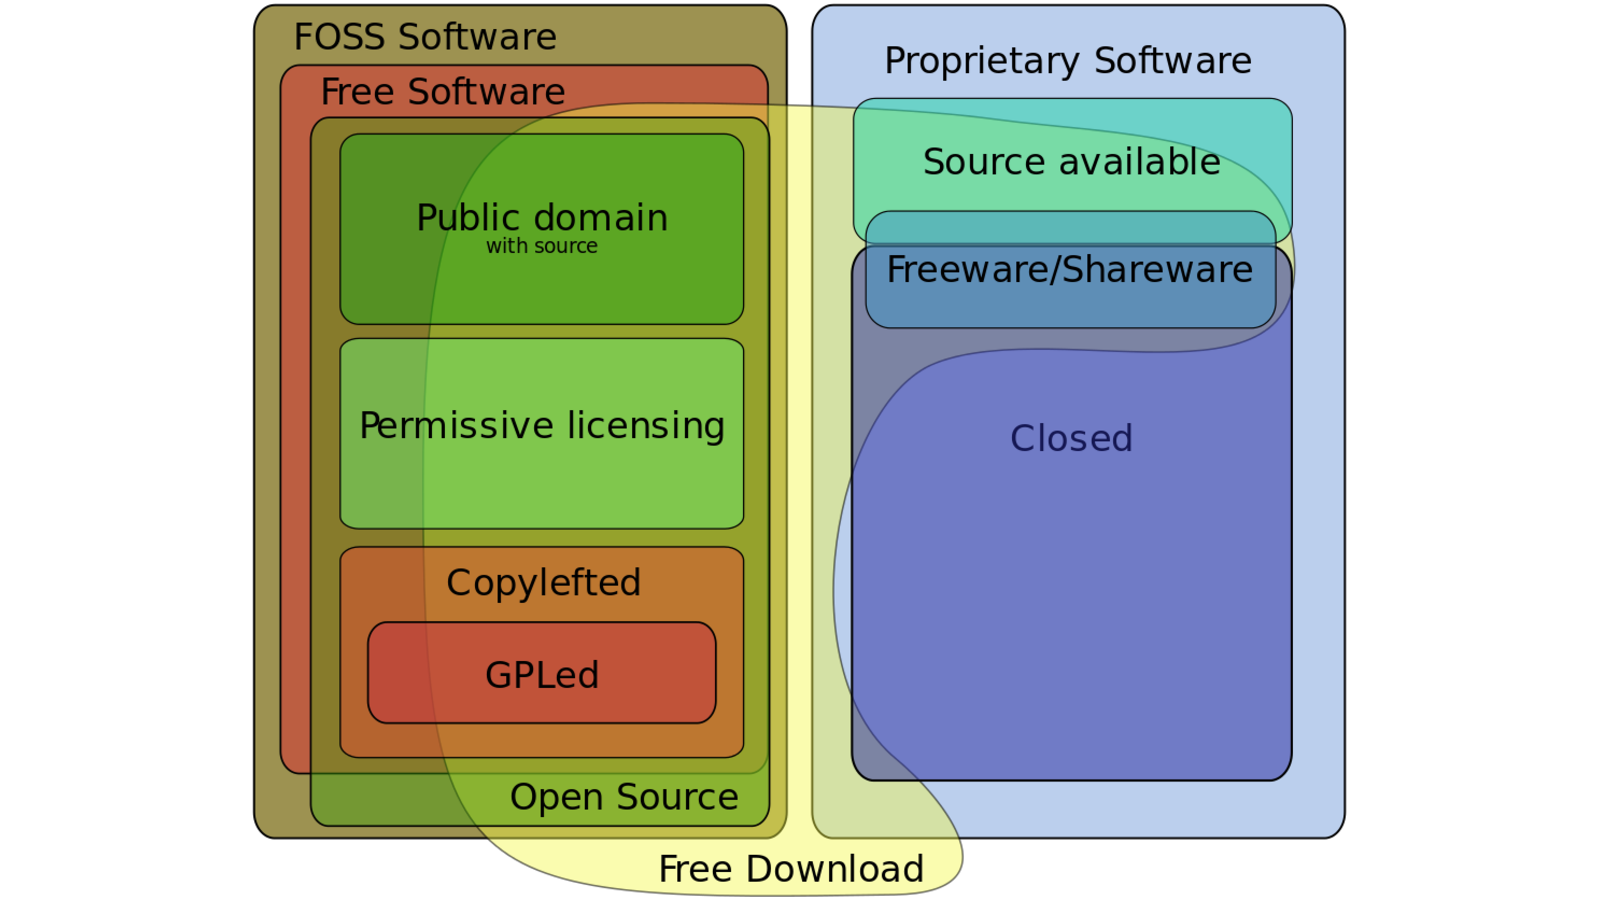 FOSS Software
Free Software
Public domain
with source
Permissive licensing
Copylefted
GPLed
Open Source
Free Download
Proprietary Software
Source available
Freeware/Shareware
Closed